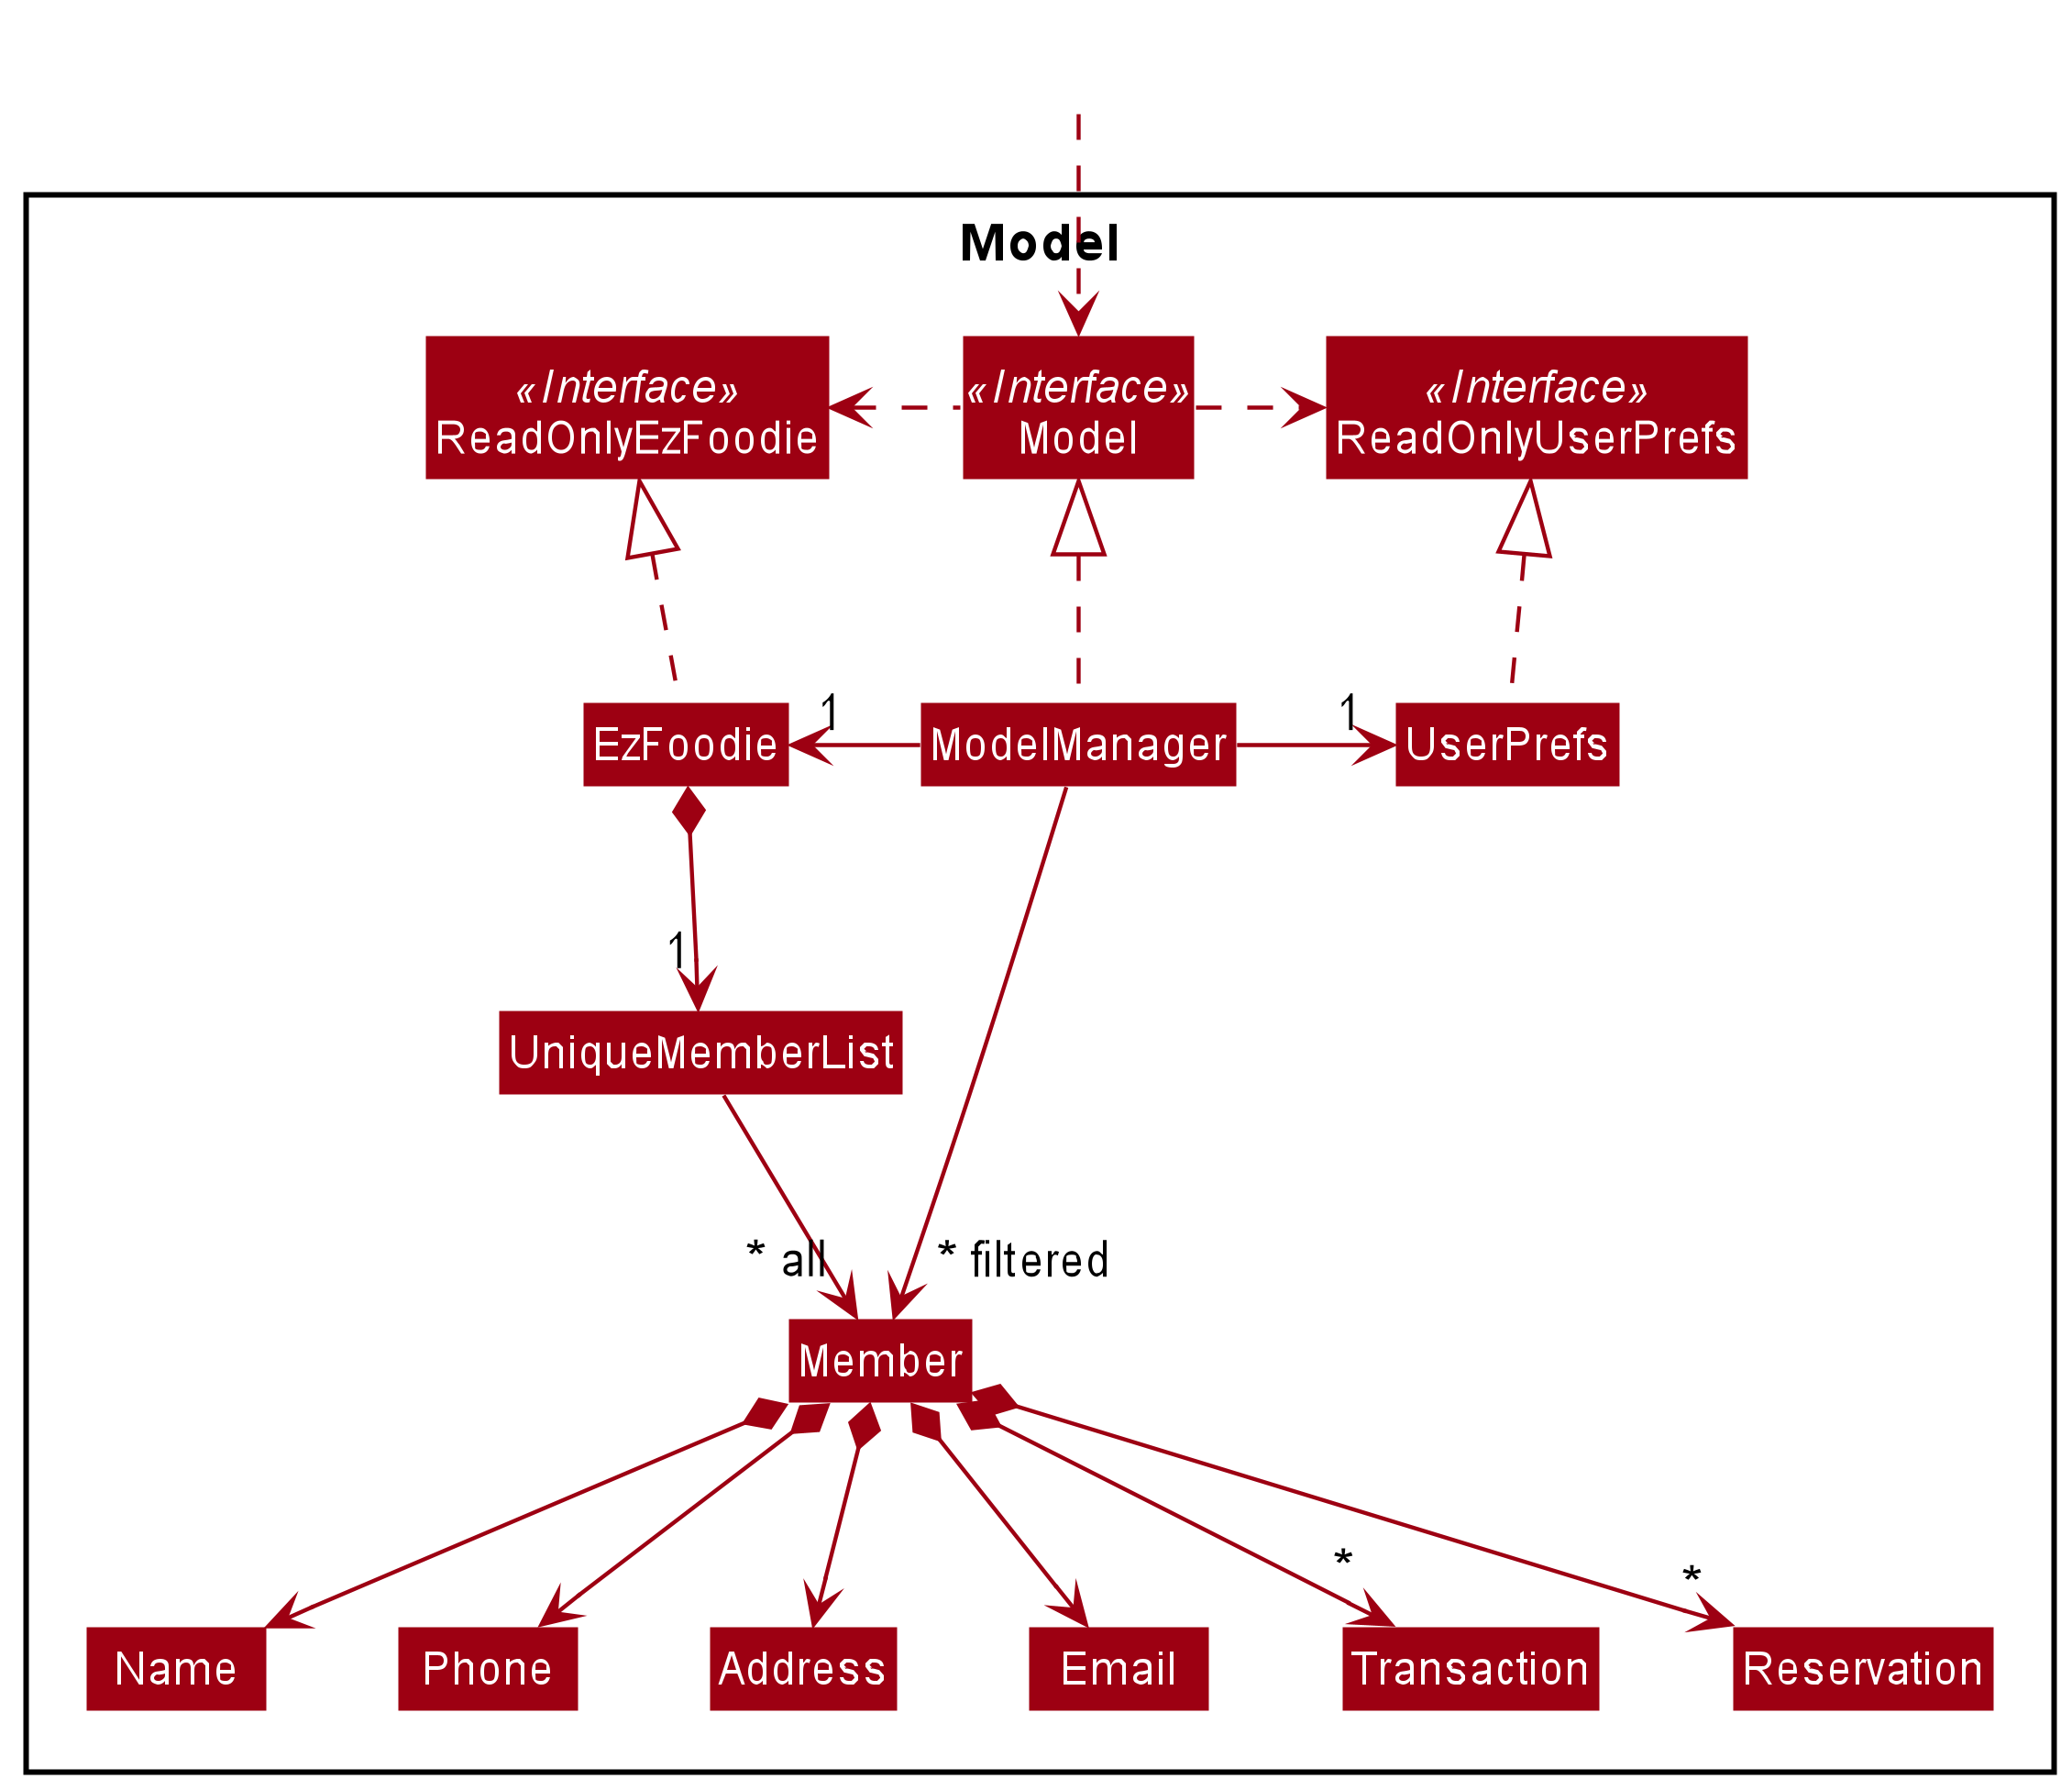 Model
«Interface»
ReadOnlyEzFoodie
«Interface»
Model
«Interface»
ReadOnlyUserPrefs
EzFoodie
1
ModelManager
1
UserPrefs
1
UniqueMemberList
* all
* filtered
Member
*
*
Name
Phone
Address
Email
Transaction
Reservation